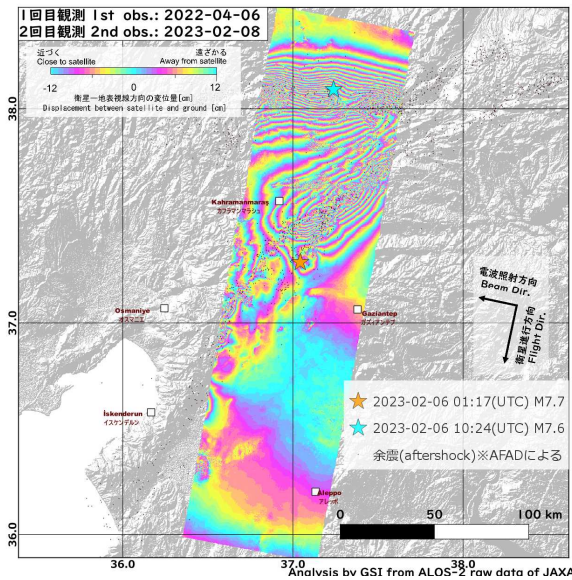 1回目観測 1st obs.: 2022-04-06
2回目観測 2nd obs.: 2023-02-08
近づく 遠ざかる
Close to satellite Away from satellite
-12 0 12
衛星ー地表視線方向の変位量[cm]
Displacement between satellite and ground [cm]
38.0
Kahramanmaraş
カフラマンマラシュ
電波照射方向
Beam Dir.
衛星進行方向
Flight Dir.
Osmaniye
オスマニエ
Gaziantep
ガズィアンテプ
37.0
İskenderun
イスケンデルン
2023-02-06 01:17(UTC) M7.7
2023-02-06 10:24(UTC) M7.6
余震(aftershock)※AFADによる
Aleppo
アレッポ
0 50 100 km
36.0
36.0 37.0 38.0
Analysis by GSI from ALOS-2 raw data of JAXA